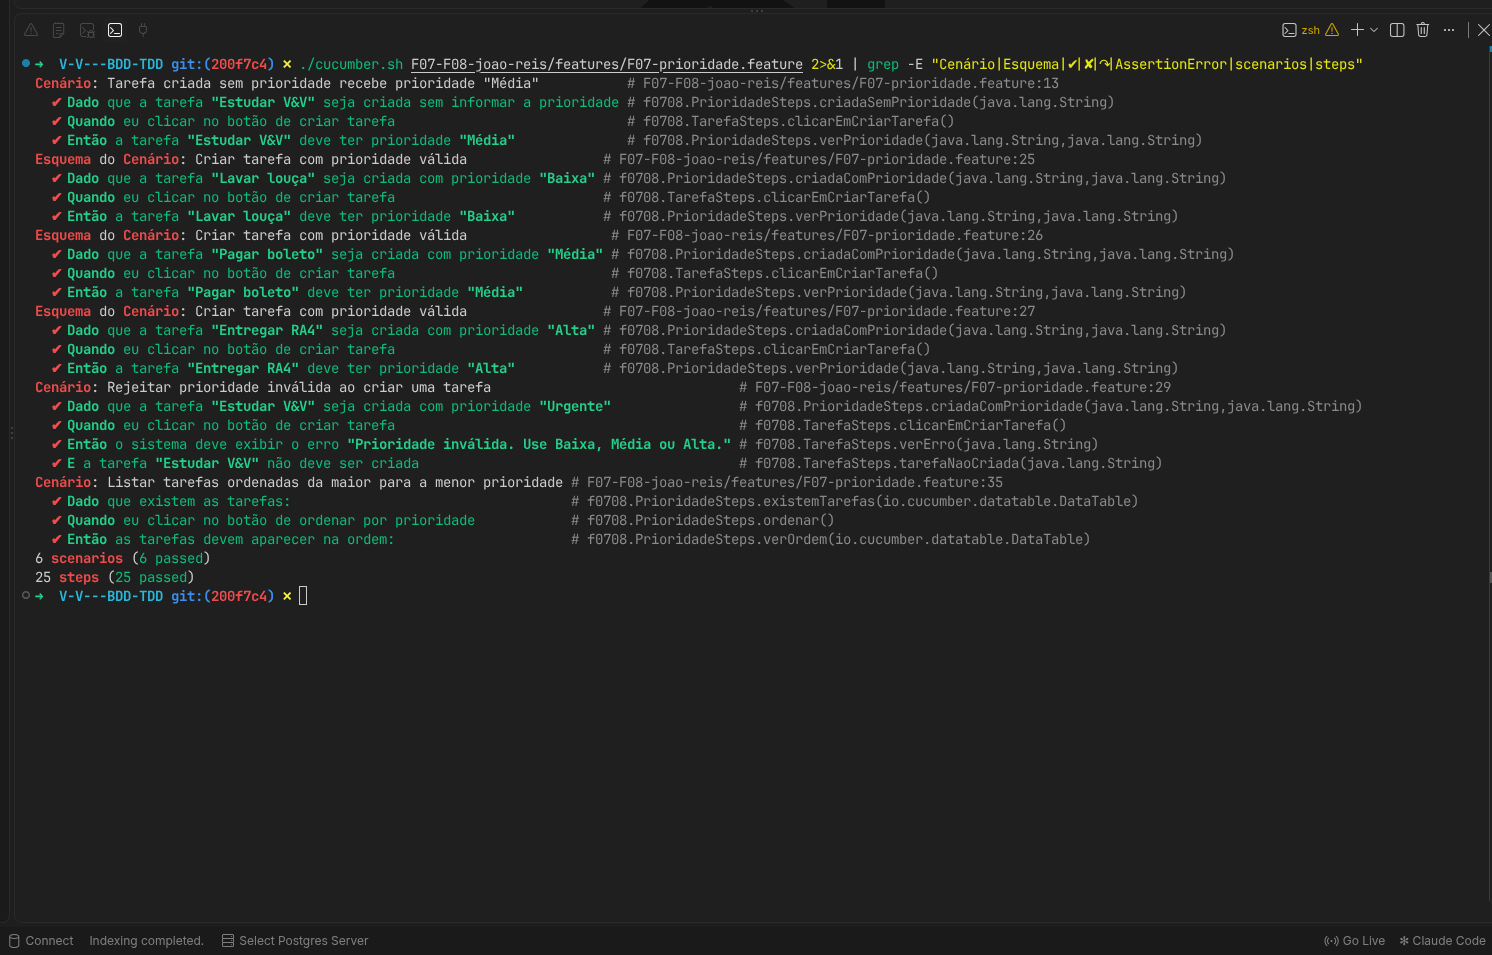 zsh
V-V---BDD-TDD git:(200f7c4) × ./cucumber.sh F07-F08-joao-reis/features/F07-prioridade.feature 2>&1 | grep -E "Cenário|Esquema|✔|✘|↷|AssertionError|scenarios|steps"
Cenário: Tarefa criada sem prioridade recebe prioridade "Média" # F07-F08-joao-reis/features/F07-prioridade.feature:13
✔ Dado que a tarefa "Estudar V&V" seja criada sem informar a prioridade # f0708.PrioridadeSteps.criadaSemPrioridade(java.lang.String)
✔ Quando eu clicar no botão de criar tarefa # f0708.TarefaSteps.clicarEmCriarTarefa()
✔ Então a tarefa "Estudar V&V" deve ter prioridade "Média" # f0708.PrioridadeSteps.verPrioridade(java.lang.String,java.lang.String)
Esquema do Cenário: Criar tarefa com prioridade válida # F07-F08-joao-reis/features/F07-prioridade.feature:25
✔ Dado que a tarefa "Lavar louça" seja criada com prioridade "Baixa" # f0708.PrioridadeSteps.criadaComPrioridade(java.lang.String,java.lang.String)
✔ Quando eu clicar no botão de criar tarefa # f0708.TarefaSteps.clicarEmCriarTarefa()
✔ Então a tarefa "Lavar louça" deve ter prioridade "Baixa" # f0708.PrioridadeSteps.verPrioridade(java.lang.String,java.lang.String)
Esquema do Cenário: Criar tarefa com prioridade válida # F07-F08-joao-reis/features/F07-prioridade.feature:26
✔ Dado que a tarefa "Pagar boleto" seja criada com prioridade "Média" # f0708.PrioridadeSteps.criadaComPrioridade(java.lang.String,java.lang.String)
✔ Quando eu clicar no botão de criar tarefa # f0708.TarefaSteps.clicarEmCriarTarefa()
✔ Então a tarefa "Pagar boleto" deve ter prioridade "Média" # f0708.PrioridadeSteps.verPrioridade(java.lang.String,java.lang.String)
Esquema do Cenário: Criar tarefa com prioridade válida # F07-F08-joao-reis/features/F07-prioridade.feature:27
✔ Dado que a tarefa "Entregar RA4" seja criada com prioridade "Alta" # f0708.PrioridadeSteps.criadaComPrioridade(java.lang.String,java.lang.String)
✔ Quando eu clicar no botão de criar tarefa # f0708.TarefaSteps.clicarEmCriarTarefa()
✔ Então a tarefa "Entregar RA4" deve ter prioridade "Alta" # f0708.PrioridadeSteps.verPrioridade(java.lang.String,java.lang.String)
Cenário: Rejeitar prioridade inválida ao criar uma tarefa # F07-F08-joao-reis/features/F07-prioridade.feature:29
✔ Dado que a tarefa "Estudar V&V" seja criada com prioridade "Urgente" # f0708.PrioridadeSteps.criadaComPrioridade(java.lang.String,java.lang.String)
✔ Quando eu clicar no botão de criar tarefa # f0708.TarefaSteps.clicarEmCriarTarefa()
✔ Então o sistema deve exibir o erro "Prioridade inválida. Use Baixa, Média ou Alta." # f0708.TarefaSteps.verErro(java.lang.String)
✔ E a tarefa "Estudar V&V" não deve ser criada # f0708.TarefaSteps.tarefaNaoCriada(java.lang.String)
Cenário: Listar tarefas ordenadas da maior para a menor prioridade # F07-F08-joao-reis/features/F07-prioridade.feature:35
✔ Dado que existem as tarefas: # f0708.PrioridadeSteps.existemTarefas(io.cucumber.datatable.DataTable)
✔ Quando eu clicar no botão de ordenar por prioridade # f0708.PrioridadeSteps.ordenar()
✔ Então as tarefas devem aparecer na ordem: # f0708.PrioridadeSteps.verOrdem(io.cucumber.datatable.DataTable)
6 scenarios (6 passed)
25 steps (25 passed)
V-V---BDD-TDD git:(200f7c4) ×
Connect Indexing completed. Select Postgres Server Go Live Claude Code